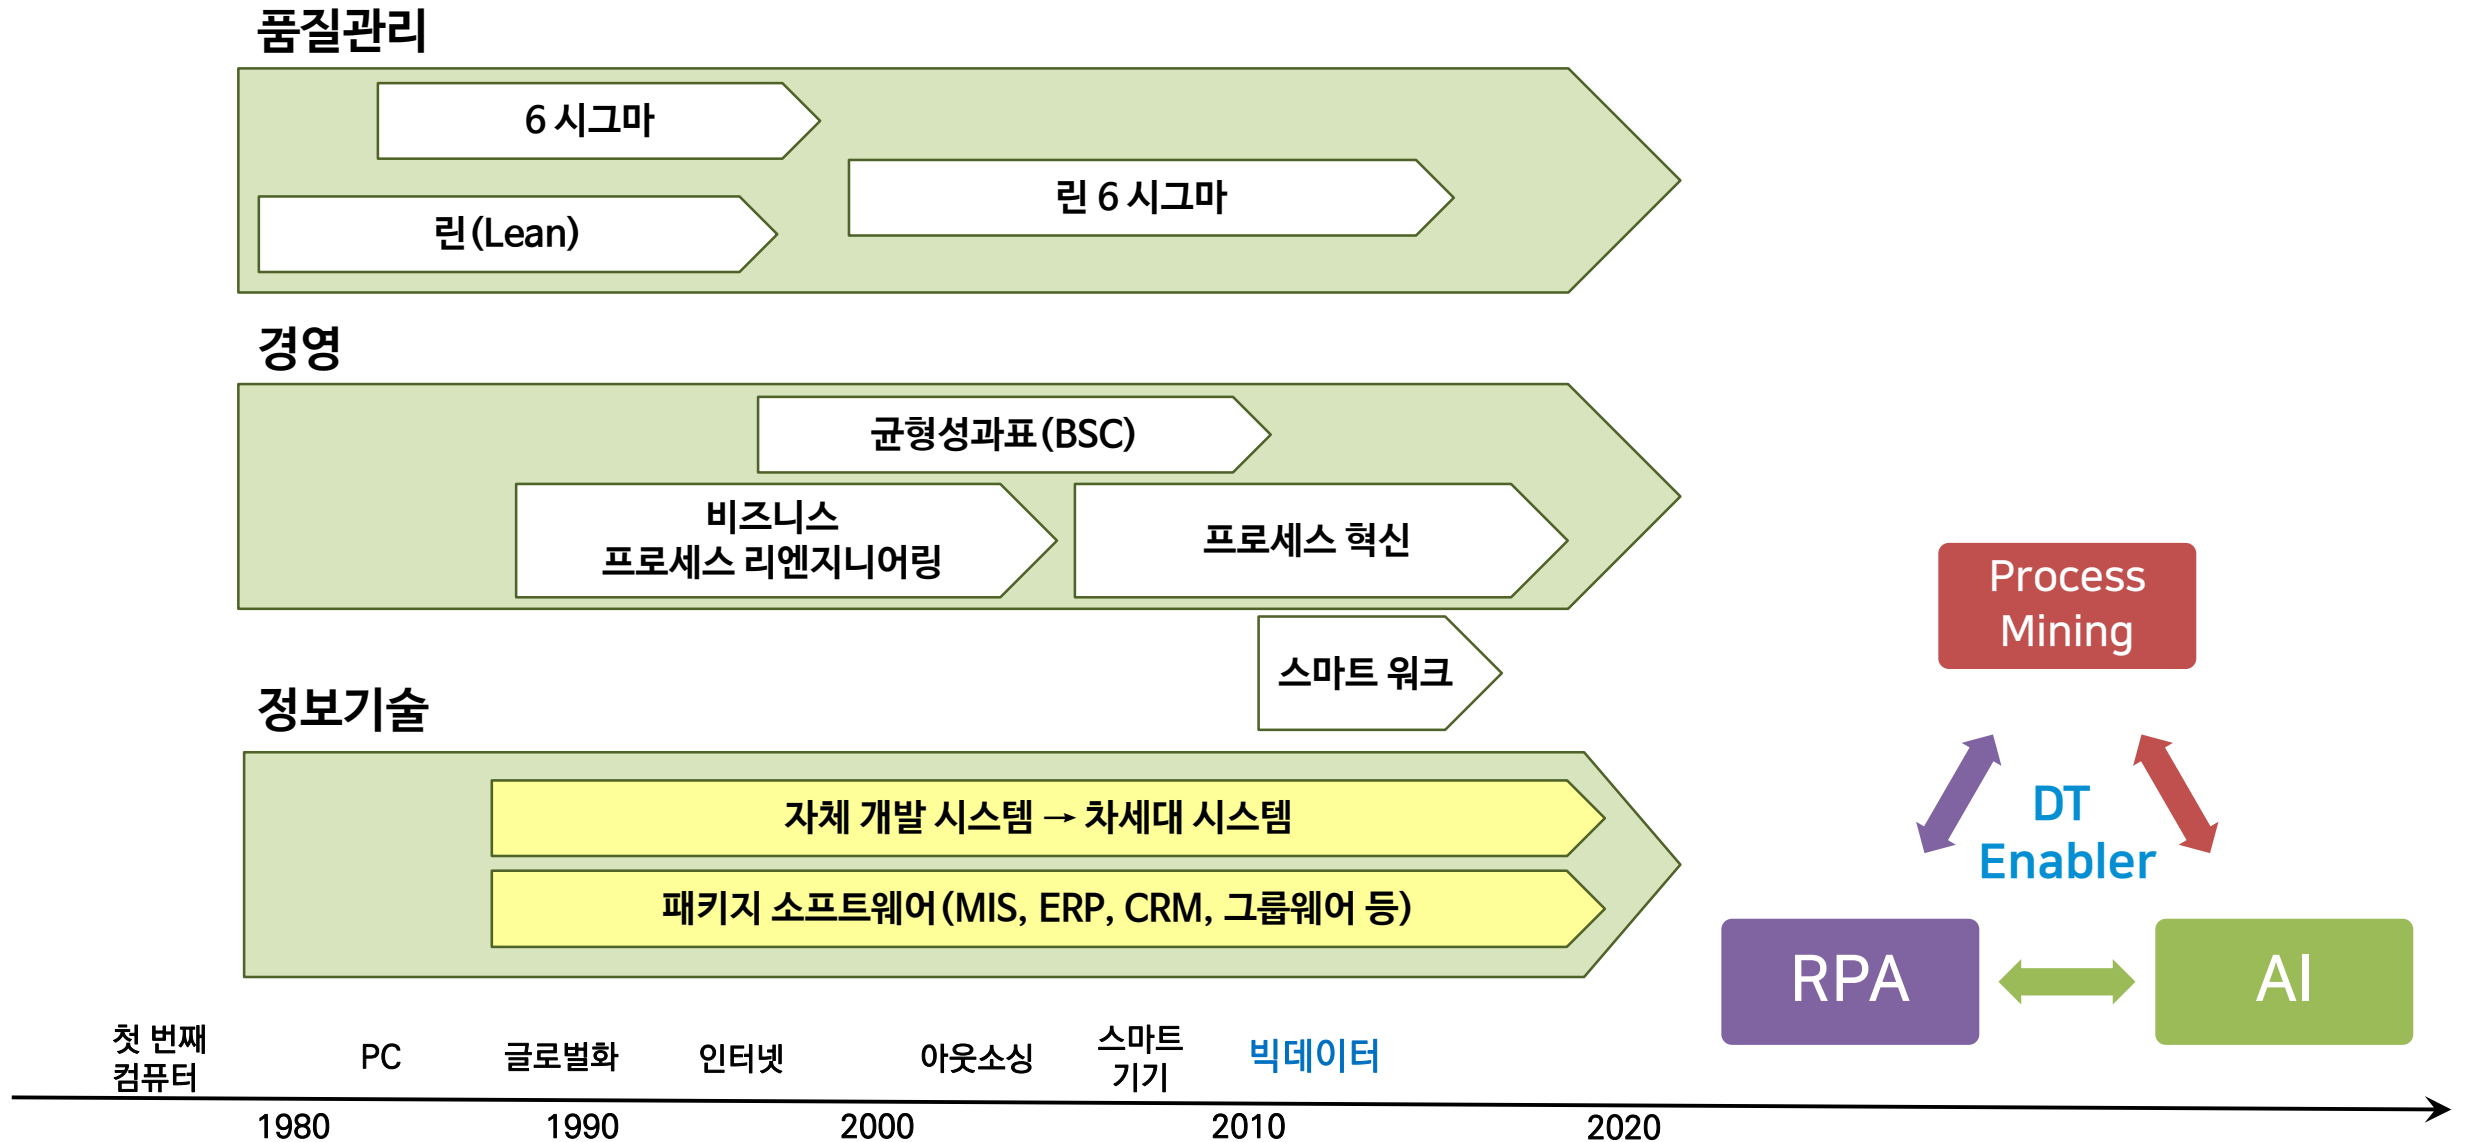 품질관리
6 시그마
린 6 시그마
린(Lean)
경영
균형성과표(BSC)
비즈니스
프로세스 리엔지니어링
프로세스 혁신
스마트 워크
정보기술
자체 개발 시스템 → 차세대 시스템
패키지 소프트웨어(MIS, ERP, CRM, 그룹웨어 등)
Process
Mining
DT
Enabler
RPA
AI
첫 번째
컴퓨터
PC
글로벌화
인터넷
아웃소싱
스마트
기기
빅데이터
1980
1990
2000
2010
2020